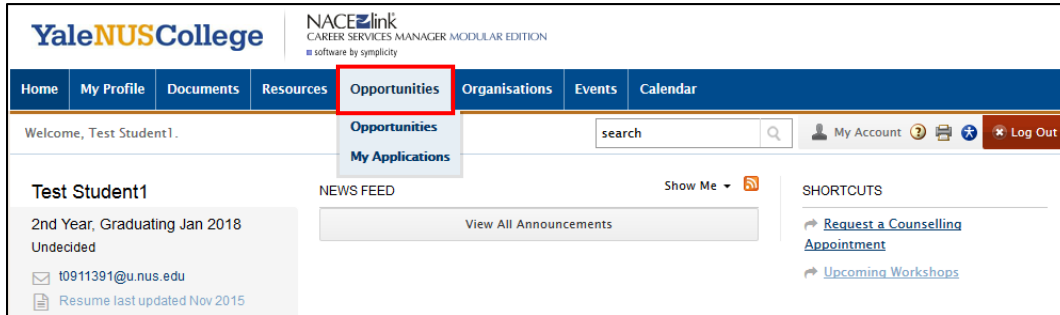 YaleNUSCollege
NACElink
CAREER SERVICES MANAGER MODULAR EDITION
software by symplicity
Home My Profile Documents Resources Opportunities Organisations Events Calendar
Opportunities
My Applications
Welcome, Test Student1.
search
My Account
Log Out
Test Student1
2nd Year, Graduating Jan 2018
Undecided
t0911391@u.nus.edu
Resume last updated Nov 2015
NEWS FEED
Show Me
View All Announcements
SHORTCUTS
Request a Counselling
Appointment
Upcoming Workshops